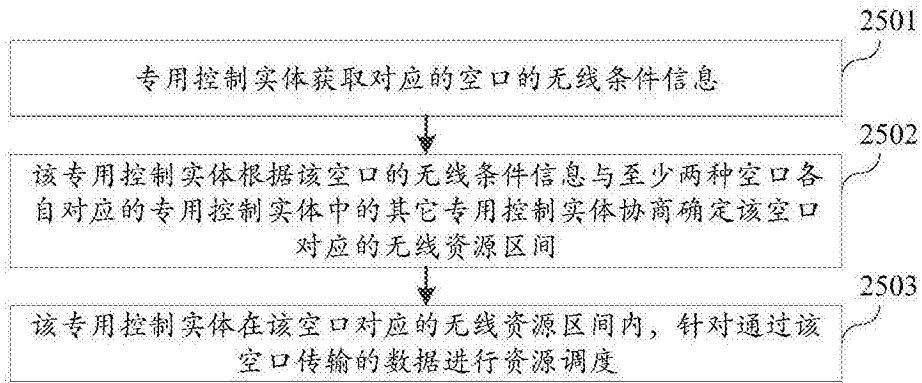 2501
专用控制实体获取对应的空口的无线条件信息
2502
该专用控制实体根据该空口的无线条件信息与至少两种空口各
自对应的专用控制实体中的其它专用控制实体协商确定该空口
对应的无线资源区间
2503
该专用控制实体在该空口对应的无线资源区间内，针对通过该
空口传输的数据进行资源调度